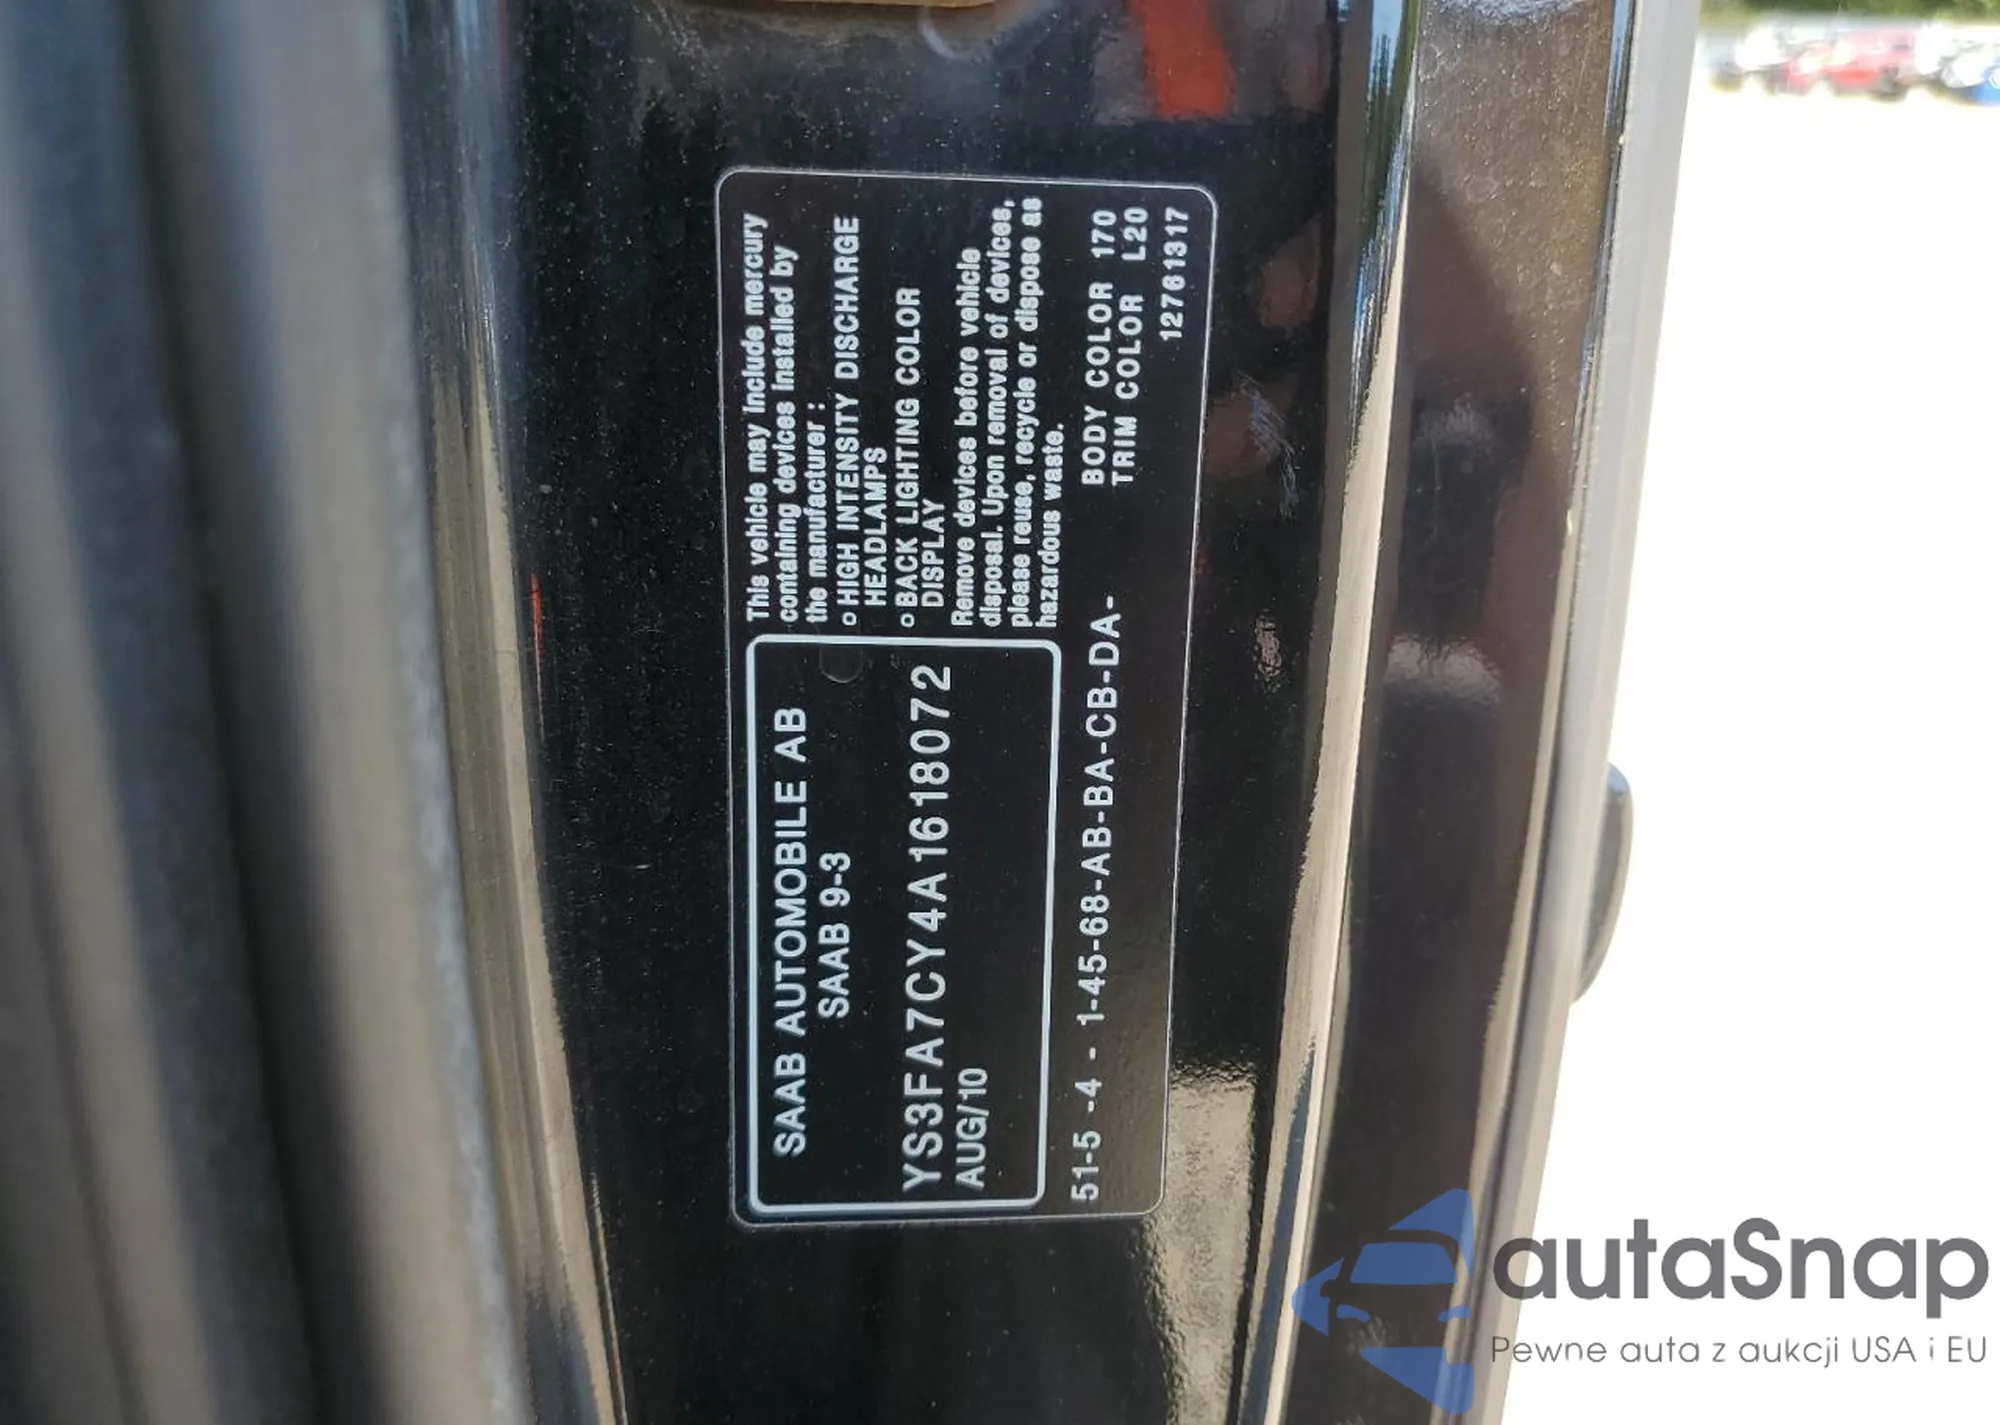 SAAB AUTOMOBILE AB
SAAB 9-3
YS3FA7CY4A1618072
AUG/10
This vehicle may include mercury
containing devices installed by
the manufacturer :
o HIGH INTENSITY DISCHARGE
HEADLAMPS
o BACK LIGHTING COLOR
DISPLAY
Remove devices before vehicle
disposal. Upon removal of devices,
please reuse, recycle or dispose as
hazardous waste.
51-5 -4 - 1-45-68-AB-BA-CB-DA-
BODY COLOR 170
TRIM COLOR L20
12761317
autaSnap
Pewne auta z aukcji USA i EU